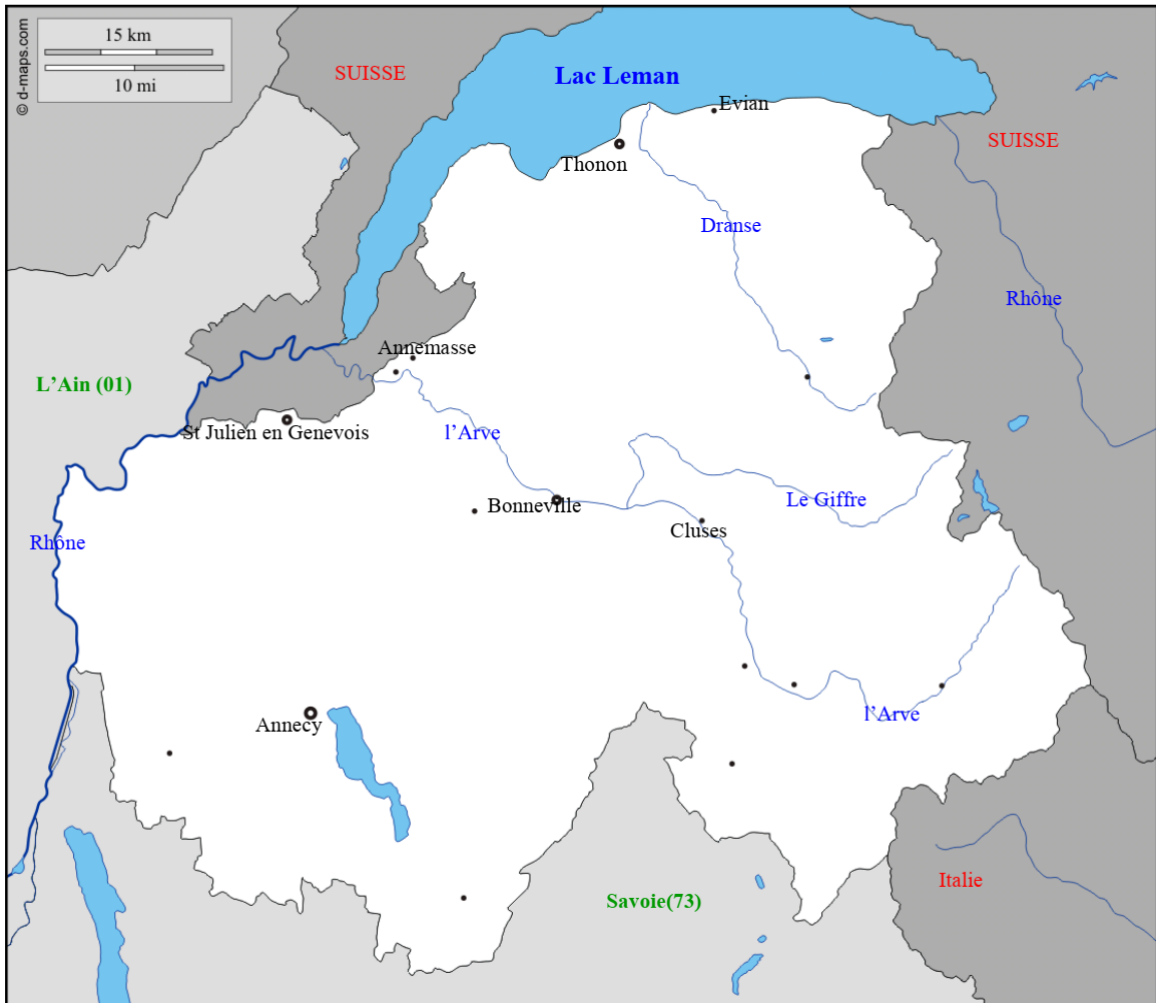 © d-maps.com
15 km
10 mi
SUISSE
Lac Leman
Evian
SUISSE
Thonon
Dranse
Rhône
Annemasse
L'Ain (01)
St Julien en Genevois
l'Arve
Le Giffre
Bonneville
Cluses
Rhône
Annecy
l'Arve
Italie
Savoie(73)